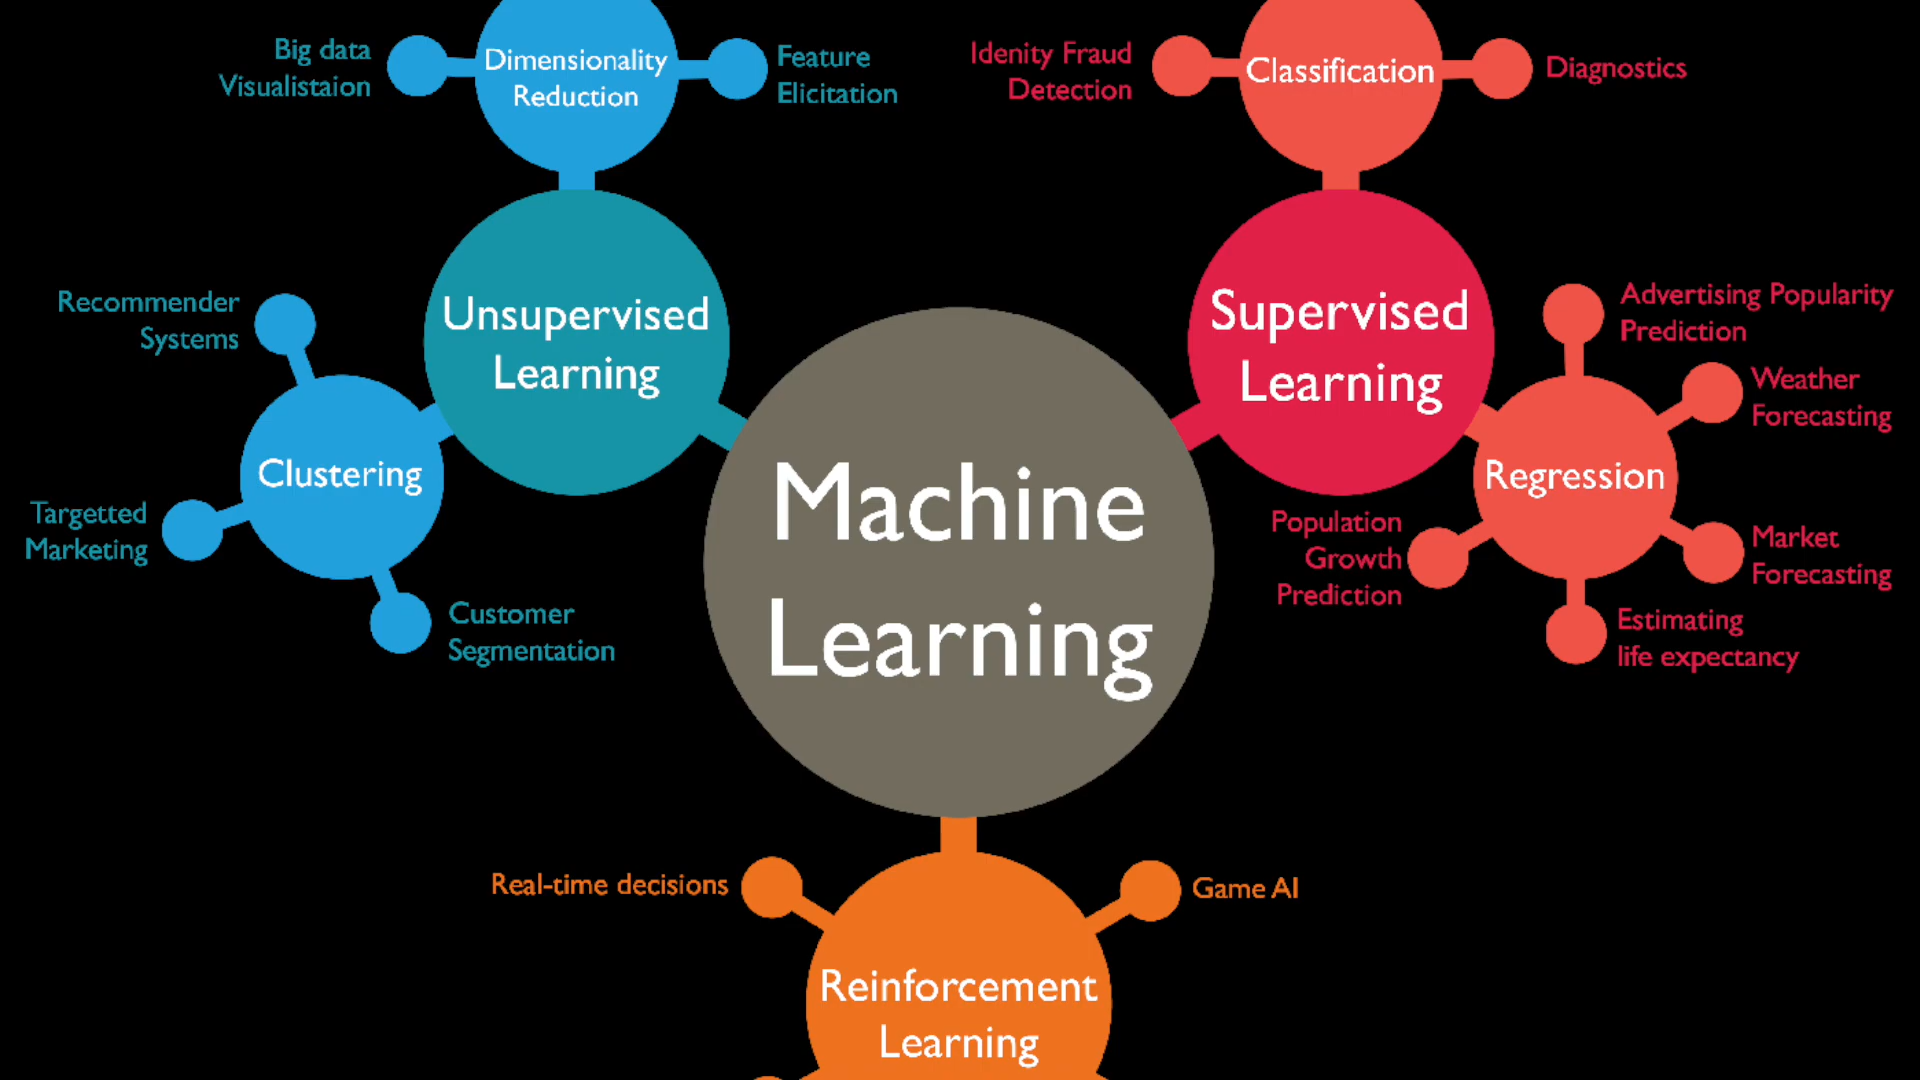 Big data
Visualistaion
Dimensionality
Reduction
Feature
Elicitation
Idenity Fraud
Detection
Classification
Diagnostics
Recommender
Systems
Unsupervised
Learning
Supervised
Learning
Advertising Popularity
Prediction
Weather
Forecasting
Clustering
Machine
Learning
Regression
Targetted
Marketing
Population
Growth
Prediction
Market
Forecasting
Customer
Segmentation
Estimating
life expectancy
Real-time decisions
Game AI
Reinforcement
Learning